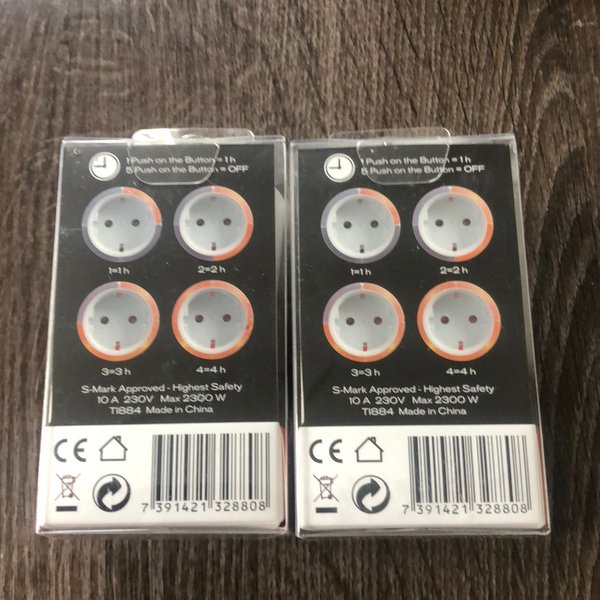 1 Push on the Button = 1 h
5 Push on the Button = OFF
1=1 h
2=2 h
3=3 h
4=4 h
S-Mark Approved - Highest Safety
10 A 230V Max 2300 W
T1884 Made in China
CE
7 391421 328808
1 Push on the Button = 1 h
5 Push on the Button = OFF
1=1 h
2=2 h
3=3 h
4=4 h
S-Mark Approved - Highest Safety
10 A 230V Max 2300 W
T1884 Made in China
CE
7 391421 328808